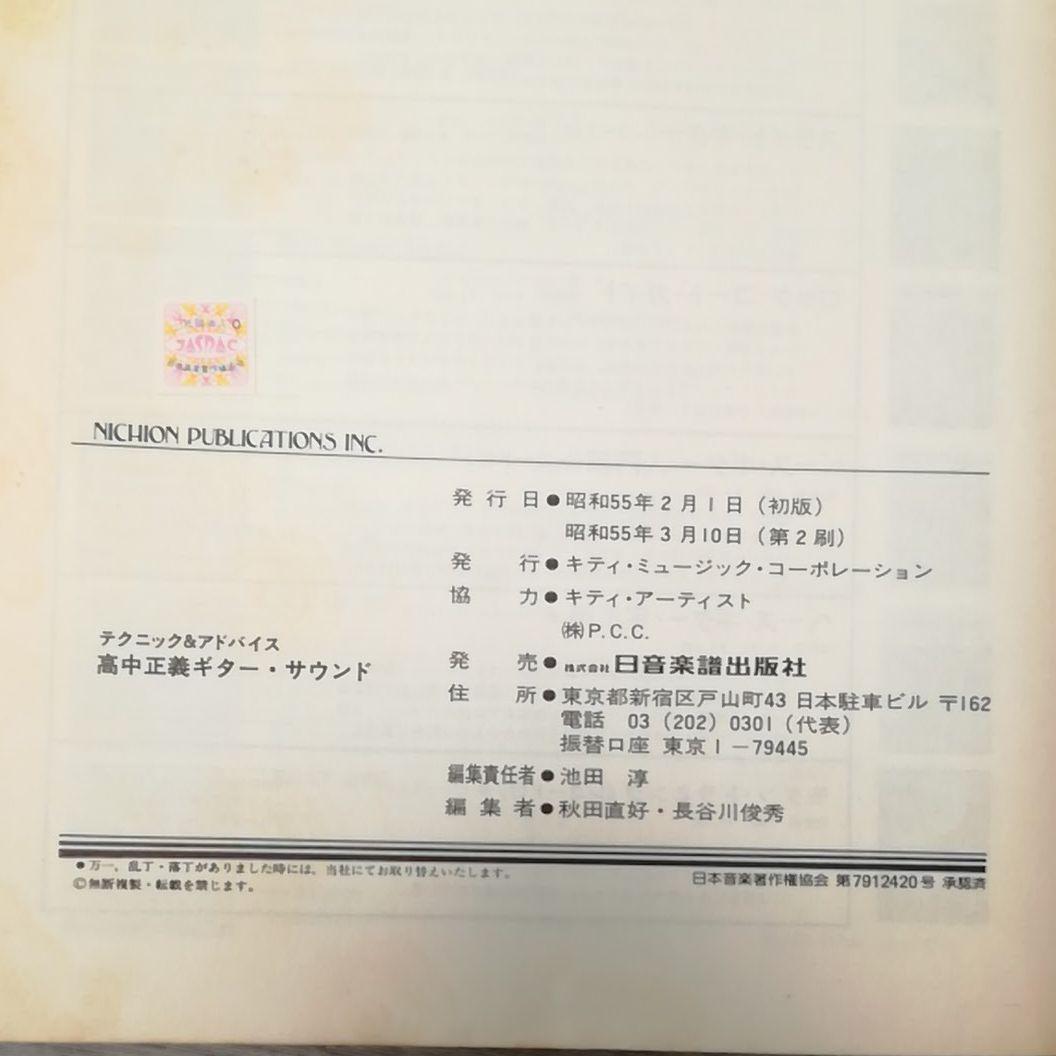 JASRAC
NICHION PUBLICATIONS INC.
発行日●昭和55年2月1日（初版）
昭和55年3月10日（第2刷）
発行●キティ・ミュージック・コーポレーション
協力●キティ・アーティスト
㈱P.C.C.
テクニック&アドバイス
高中正義ギター・サウンド
発売●株式会社日音楽譜出版社
住所●東京都新宿区戸山町43 日本駐車ビル 〒162
電話 03（202）0301（代表）
振替口座 東京1－79445
編集責任者●池田 淳
編集者●秋田直好・長谷川俊秀
●万一、乱丁・落丁がありました時には、当社にてお取り替えいたします。
©無断複製・転載を禁じます。
日本音楽著作権協会 第7912420号 承認済